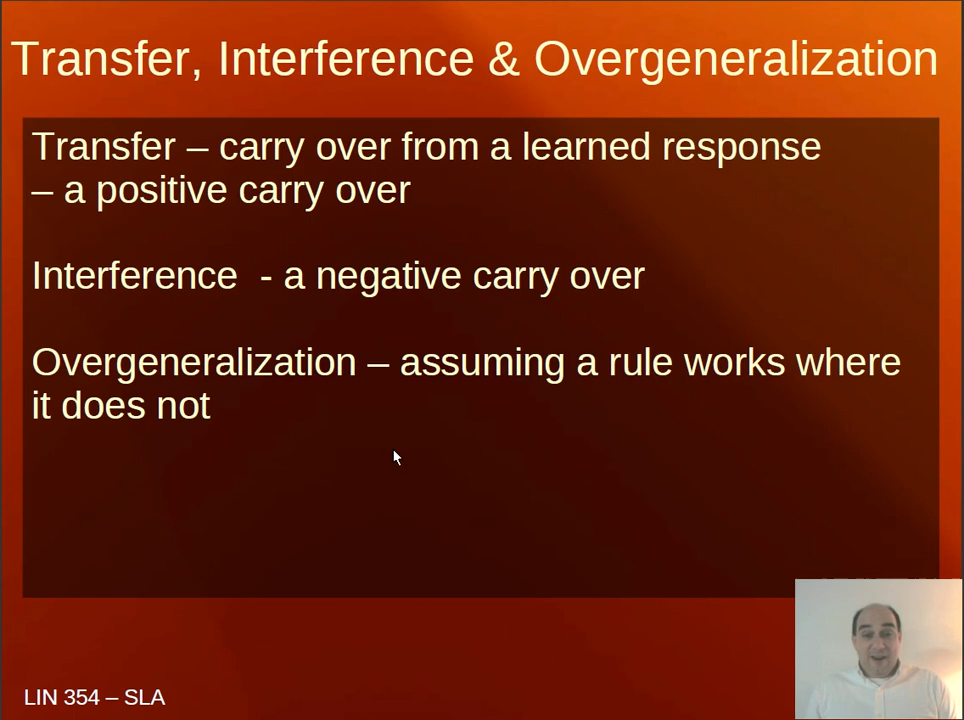 Transfer, Interference & Overgeneralization
Transfer – carry over from a learned response
– a positive carry over
Interference  - a negative carry over
Overgeneralization – assuming a rule works where
it does not
LIN 354 – SLA